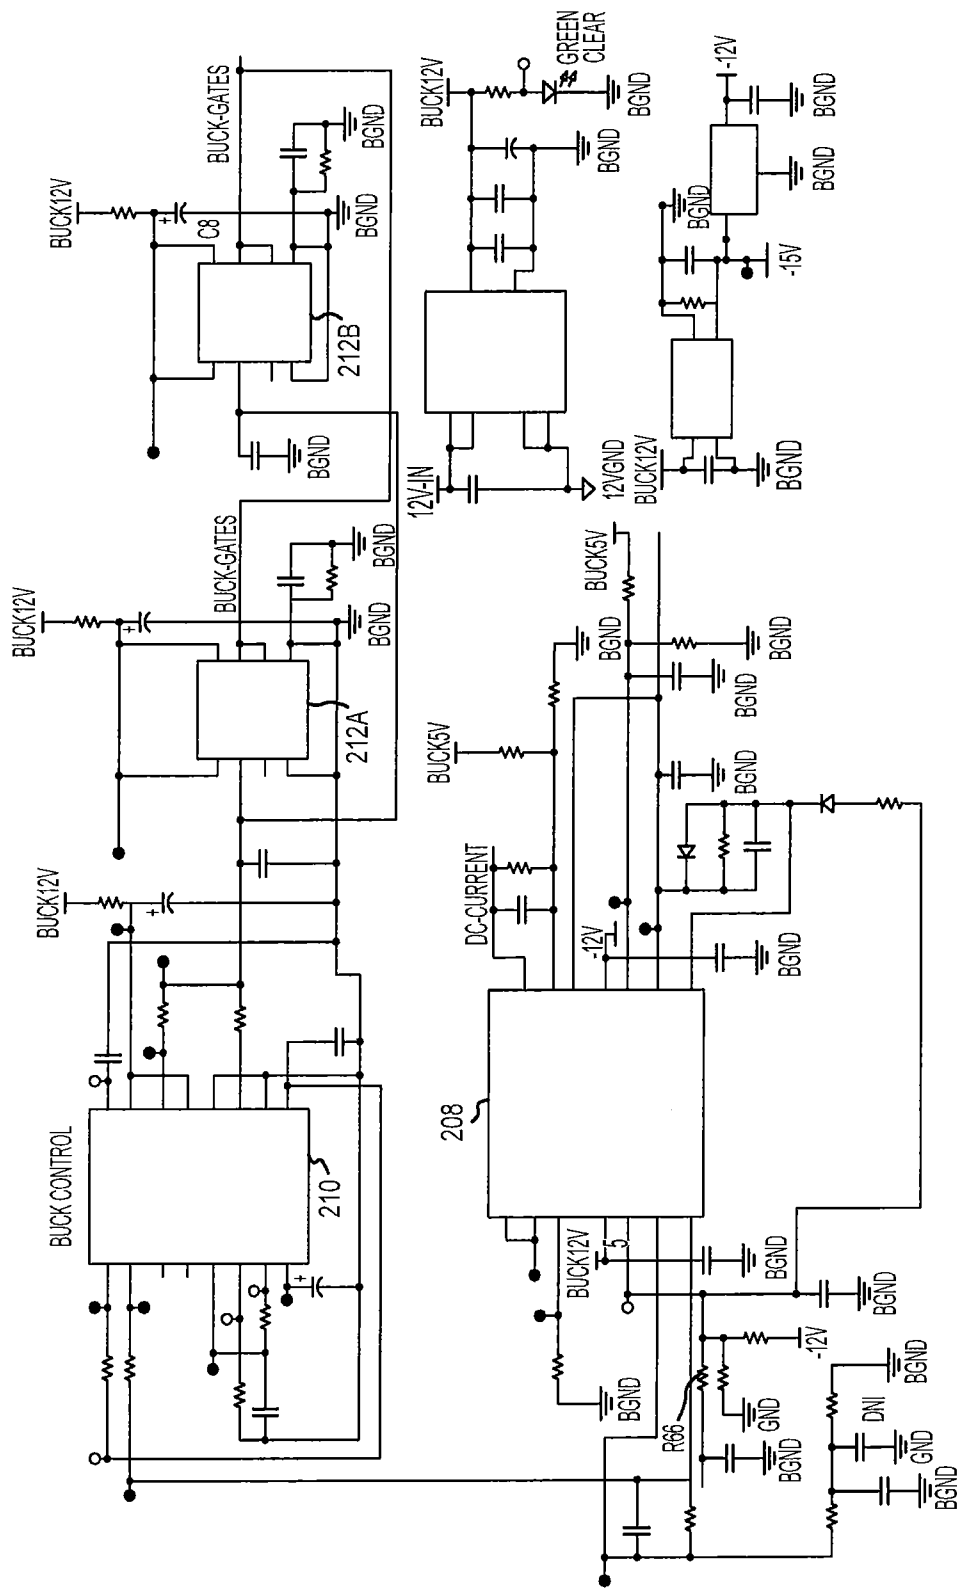 BUCK12V
BUCK-GATES
C8
BGND
BGND
BGND
212B
BUCK12V
BUCK-GATES
BGND
BGND
212A
BUCK12V
BUCK CONTROL
210
BUCK12V
GREEN
CLEAR
BGND
BGND
12V-IN
12VGND
-12V
BGND
BGND
BGND
-15V
BUCK12V
BGND
BUCK5V
BGND
BGND
BGND
BUCK5V
BGND
DC-CURRENT
-12V
BGND
208
BUCK12V
BGND
BGND
BGND
-12V
R66
GND
BGND
BGND
DNI
GND
BGND